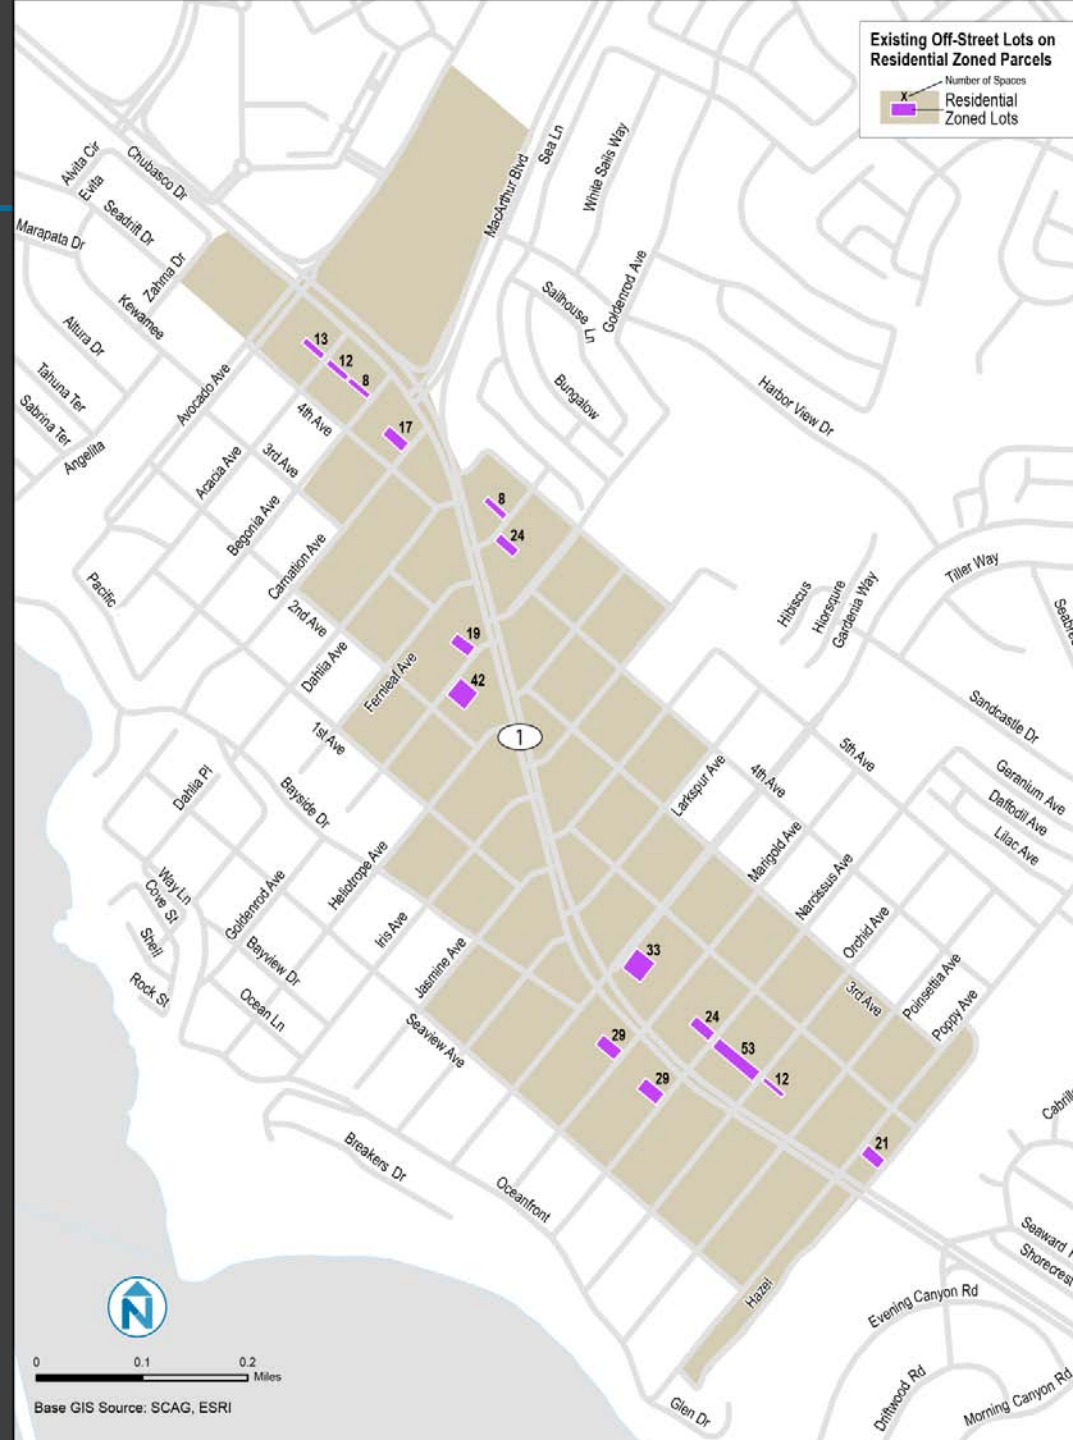 Existing Off-Street Lots on
Residential Zoned Parcels
X
Number of Spaces
Residential
Zoned Lots
Sea Ln
White Sails Way
MacArthur Blvd
Alvita Cir
Chubasco Dr
Evita
Seadrift Dr
Marapata Dr
Zahma Dr
Kewamee
Goldenrod Ave
Sailhouse Ln
Altura Dr
13
12
8
Tahuna Ter
Avocado Ave
Bungalow
Harbor View Dr
Sabrina Ter
4th Ave
17
Angelita
3rd Ave
Acacia Ave
8
Begonia Ave
24
Carnation Ave
Pacific
Tiller Way
Hibiscus
Hiorsgure
Gardenia Way
2nd Ave
19
Dahlia Ave
Fernleaf Ave
42
Sandcastle Dr
1st Ave
1
5th Ave
Larkspur Ave
4th Ave
Geranium Ave
Dahlia Pl
Bayside Dr
Daffodil Ave
Lilac Ave
Marigold Ave
Heliotrope Ave
Narcissus Ave
Way Ln
Cove St
Goldenrod Ave
Iris Ave
Orchid Ave
Shell
Bayview Dr
33
Jasmine Ave
Rock St
Ocean Ln
3rd Ave
Poinsettia Ave
Poppy Ave
Seaview Ave
24
29
53
29
12
Breakers Dr
21
Oceanfront
Seaward
Shorecrest
Hazel
Evening Canyon Rd
N
0 0.1 0.2
Miles
Driftwood Rd
Morning Canyon Rd
Base GIS Source: SCAG, ESRI
Glen Dr